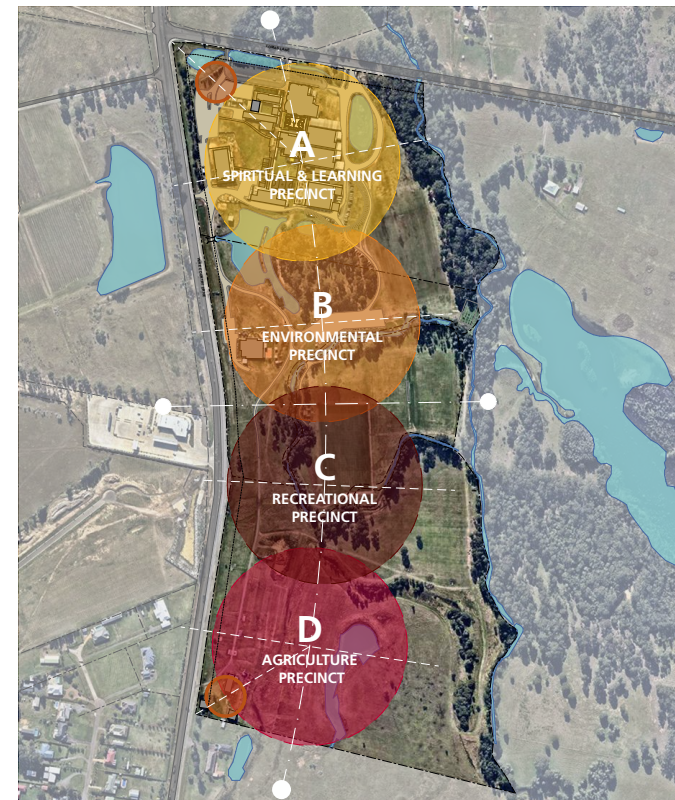 A
SPIRITUAL & LEARNING
PRECINCT
B
ENVIRONMENTAL
PRECINCT
C
RECREATIONAL
PRECINCT
D
AGRICULTURE
PRECINCT